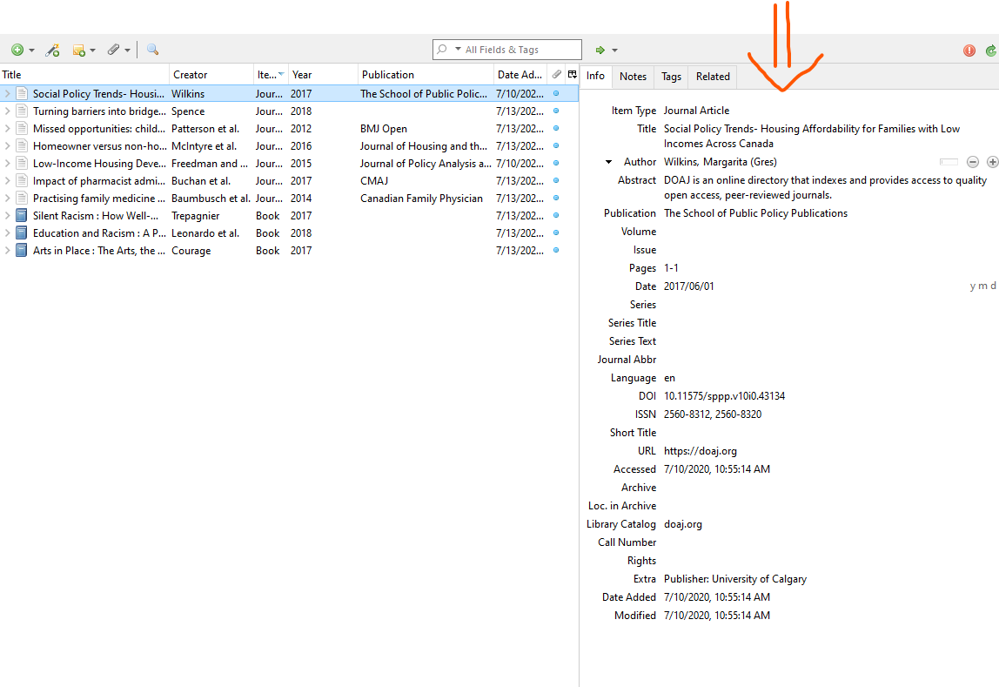 All Fields & Tags
Title Creator Ite... Year Publication Date Ad...
Social Policy Trends- Housi... Wilkins Jour... 2017 The School of Public Polic... 7/10/202...
Turning barriers into bridge... Spence Jour... 2018 7/13/202...
Missed opportunities: child... Patterson et al. Jour... 2012 BMJ Open 7/13/202...
Homeowner versus non-ho... McIntyre et al. Jour... 2016 Journal of Housing and th... 7/13/202...
Low-Income Housing Deve... Freedman and ... Jour... 2015 Journal of Policy Analysis a... 7/10/202...
Impact of pharmacist admi... Buchan et al. Jour... 2017 CMAJ 7/13/202...
Practising family medicine ... Baumbusch et al. Jour... 2014 Canadian Family Physician 7/13/202...
Silent Racism : How Well-... Trepagnier Book 2017 7/13/202...
Education and Racism : A P... Leonardo et al. Book 2018 7/13/202...
Arts in Place : The Arts, the ... Courage Book 2017 7/13/202...
Info Notes Tags Related
Item Type Journal Article
Title Social Policy Trends- Housing Affordability for Families with Low
Incomes Across Canada
Author Wilkins, Margarita (Gres)
Abstract DOAJ is an online directory that indexes and provides access to quality
open access, peer-reviewed journals.
Publication The School of Public Policy Publications
Volume
Issue
Pages 1-1
Date 2017/06/01 y m d
Series
Series Title
Series Text
Journal Abbr
Language en
DOI 10.11575/sppp.v10i0.43134
ISSN 2560-8312, 2560-8320
Short Title
URL https://doaj.org
Accessed 7/10/2020, 10:55:14 AM
Archive
Loc. in Archive
Library Catalog doaj.org
Call Number
Rights
Extra Publisher: University of Calgary
Date Added 7/10/2020, 10:55:14 AM
Modified 7/10/2020, 10:55:14 AM